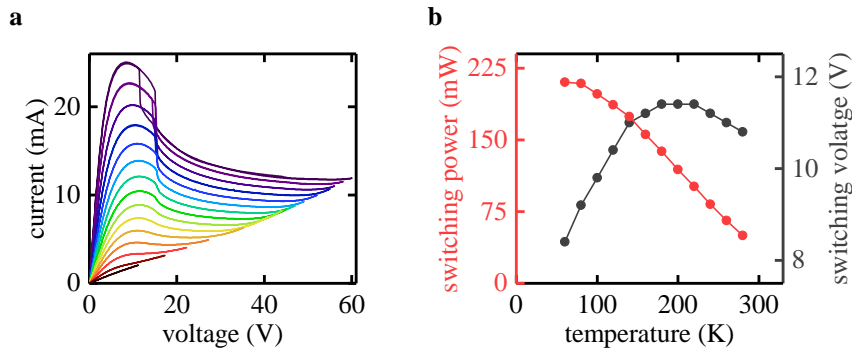 a
current (mA)
20
10
0
0
20
40
60
voltage (V)
b
switching power (mW)
225
150
75
0
12
10
8
switching volatge (V)
0
100
200
300
temperature (K)